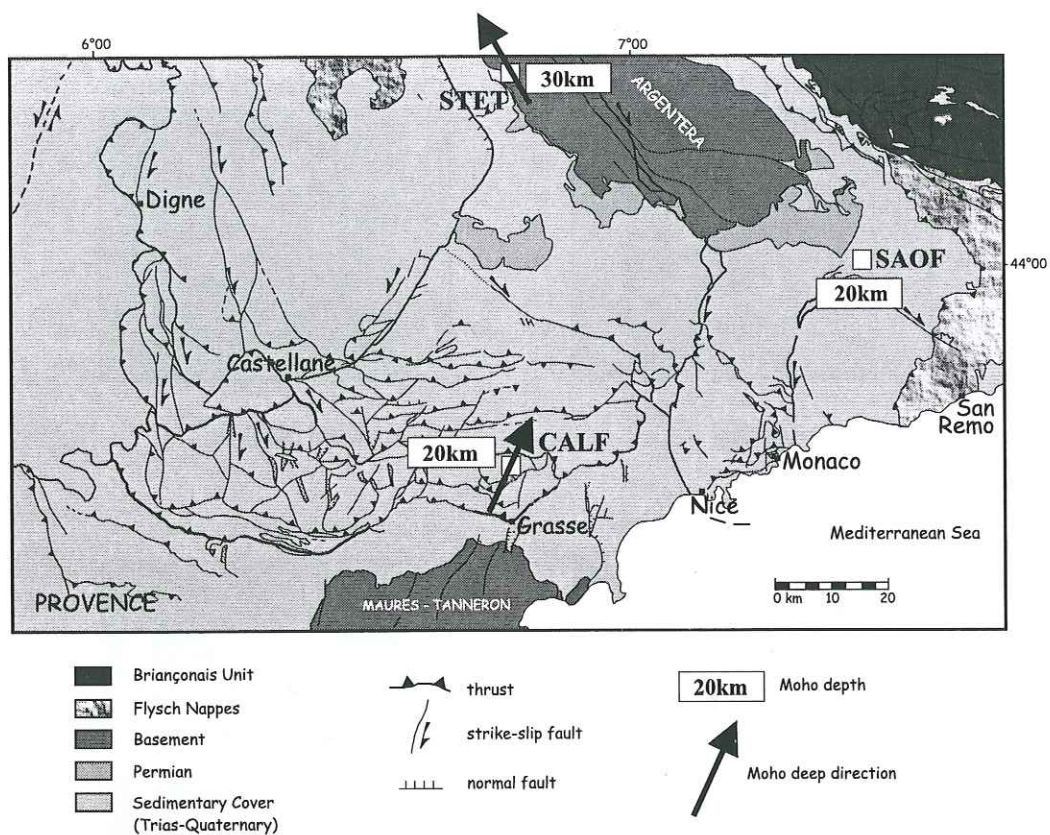 6°00
7°00
30km
STET
ARGENTERA
Digne
44°00
SAOF
20km
Castellane
San
Remo
20km
CALF
Monaco
Nice
Grasse
Mediterranean Sea
PROVENCE
MAURES - TANNERON
0 km 10 20
Briançonais Unit
Flysch Nappes
Basement
Permian
Sedimentary Cover
(Trias-Quaternary)
thrust
strike-slip fault
normal fault
20km
Moho depth
Moho deep direction